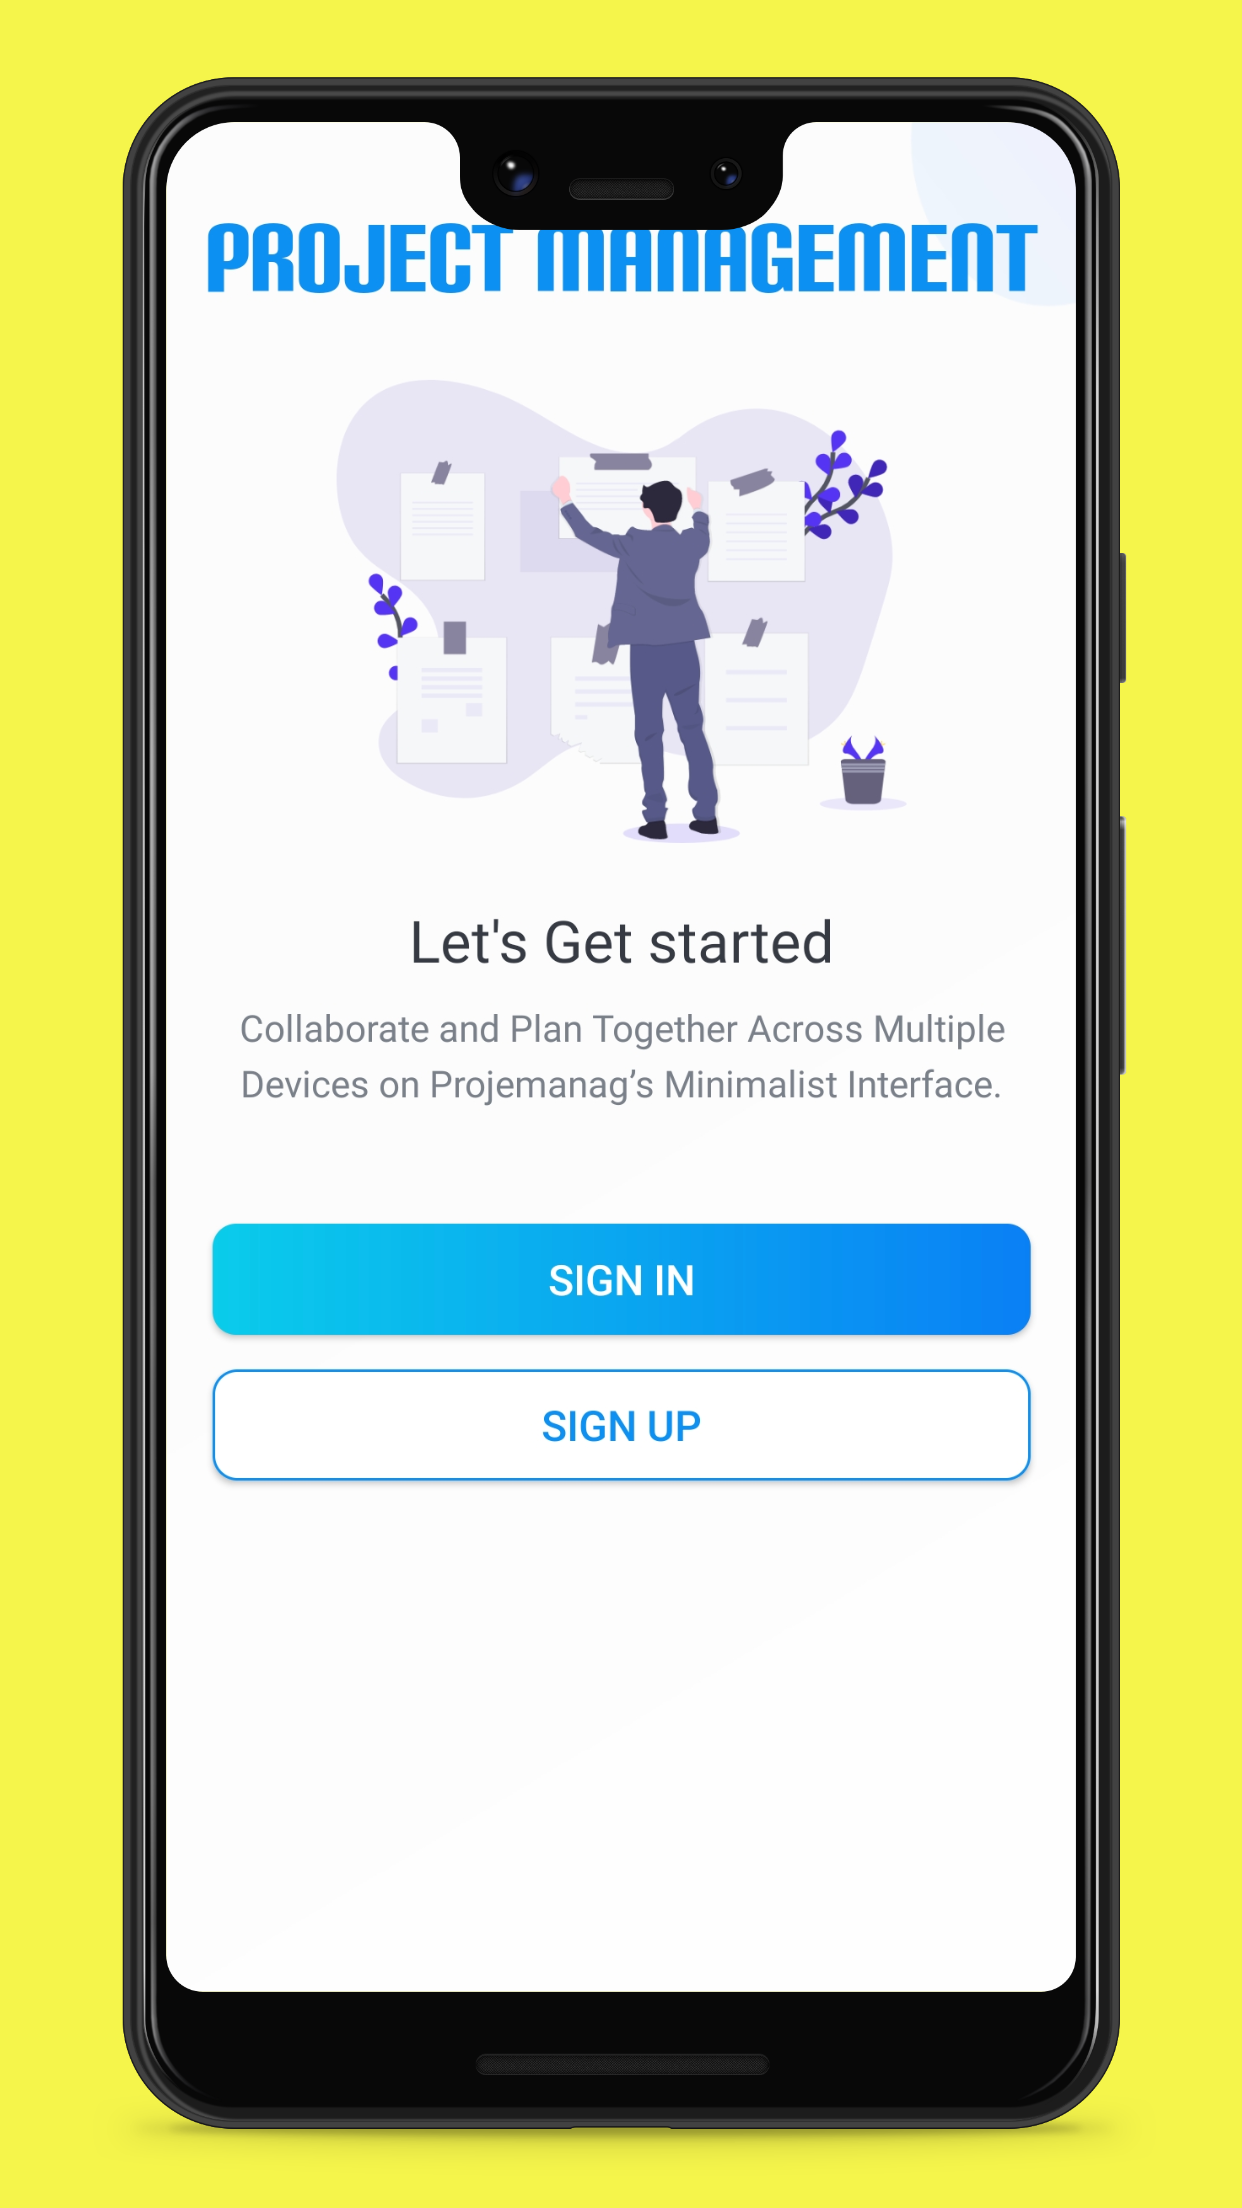 PROJECT MANAGEMENT
Let's Get started
Collaborate and Plan Together Across Multiple
Devices on Projemanag’s Minimalist Interface.
SIGN IN
SIGN UP